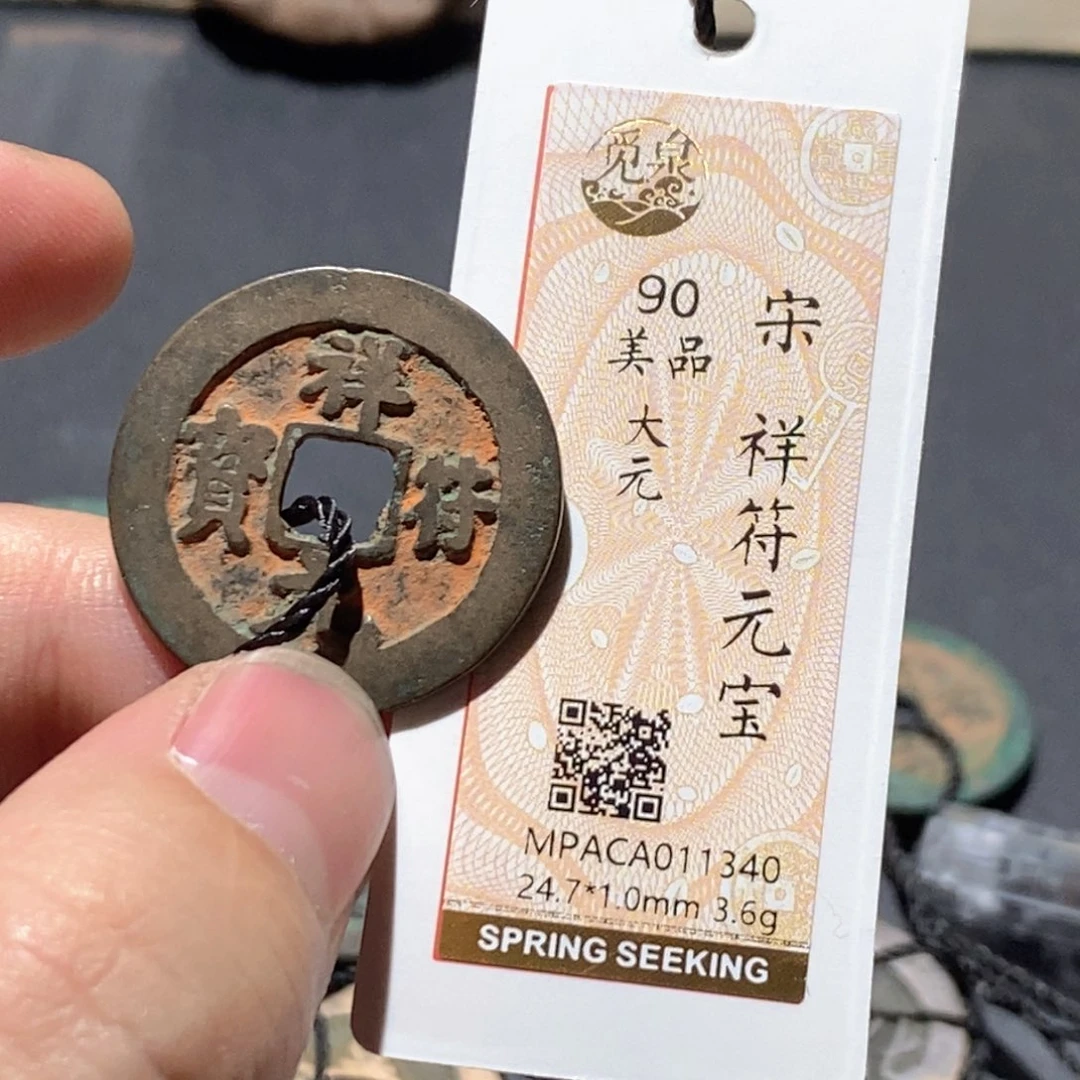 祥
符
寶
覓泉
90
美品
大元
宋 祥符元宝
MPACA011340
24.7*1.0mm 3.6g
SPRING SEEKING